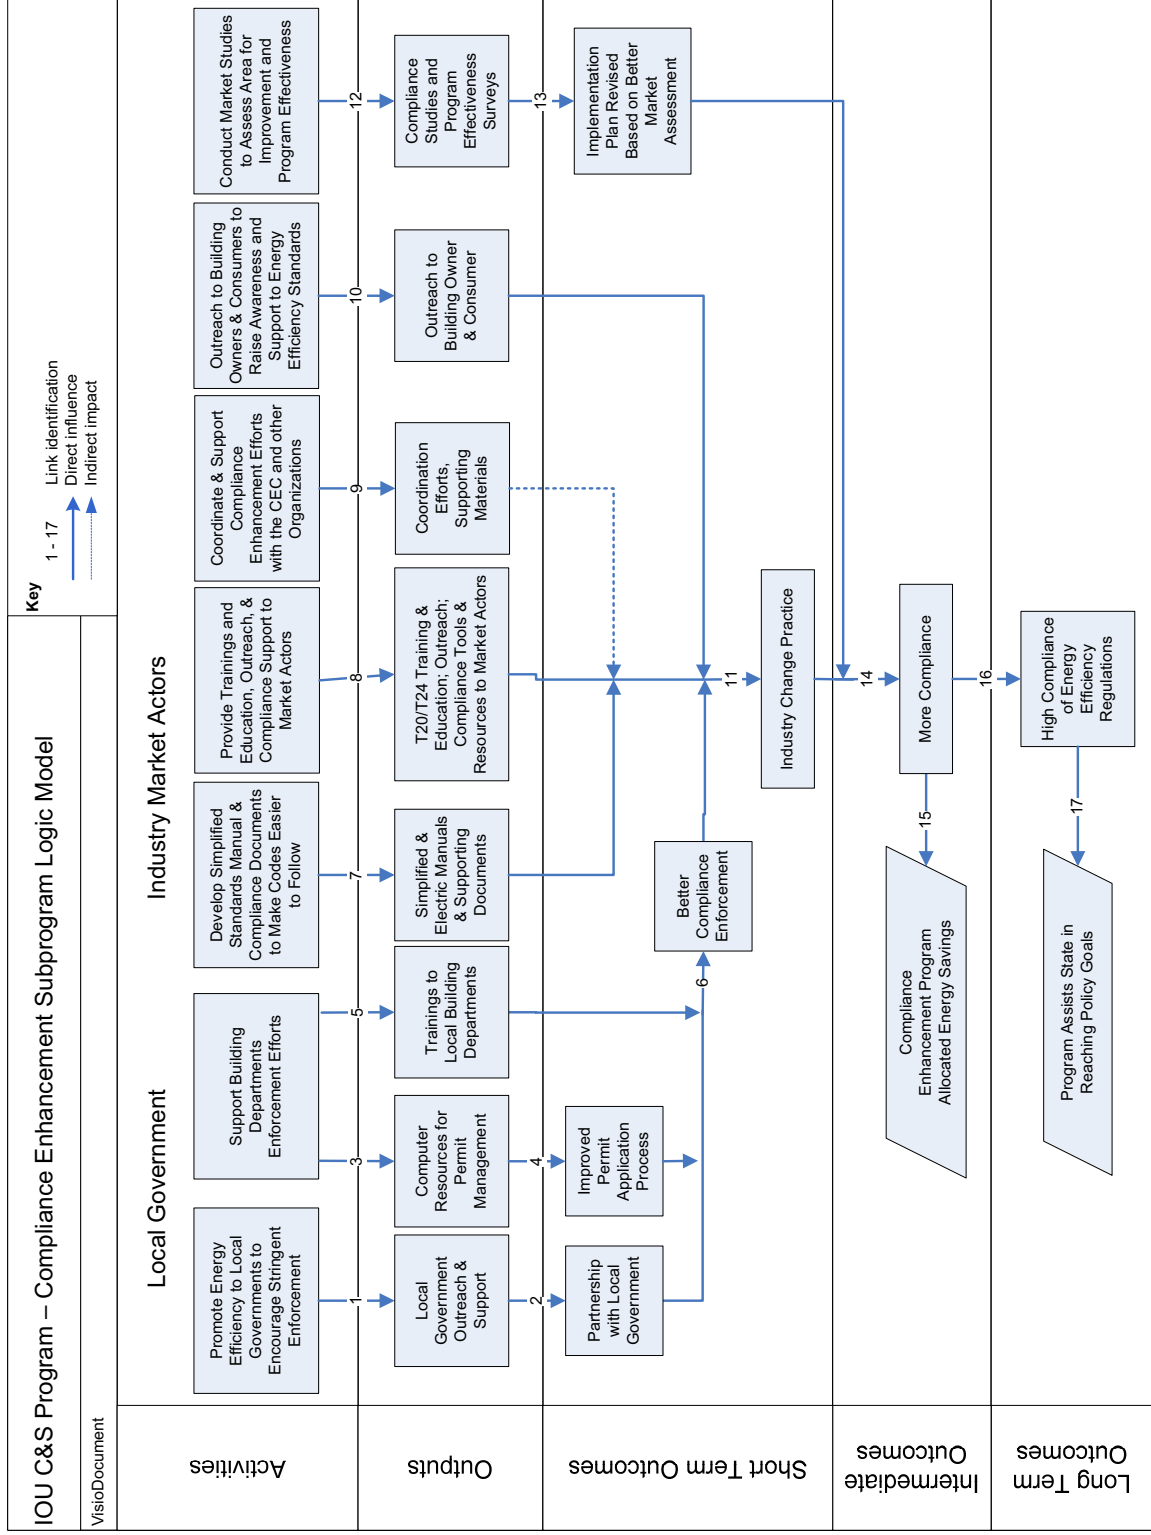 IOU C&S Program – Compliance Enhancement Subprogram Logic Model
VisioDocument
Key
1 - 17
Link identification
Direct influence
Indirect impact
Local Government
Industry Market Actors
Activities
Promote Energy
Efficiency to Local
Governments to
Encourage Stringent
Enforcement
Support Building
Departments
Enforcement Efforts
Develop Simplified
Standards Manual &
Compliance Documents
to Make Codes Easier
to Follow
Provide Trainings and
Education, Outreach, &
Compliance Support to
Market Actors
Coordinate & Support
Compliance
Enhancement Efforts
with the CEC and other
Organizations
Outreach to Building
Owners & Consumers to
Raise Awareness and
Support to Energy
Efficiency Standards
Conduct Market Studies
to Assess Area for
Improvement and
Program Effectiveness
1
3
5
7
8
9
10
12
Outputs
Local
Government
Outreach &
Support
Computer
Resources for
Permit
Management
Trainings to
Local Building
Departments
Simplified &
Electric Manuals
& Supporting
Documents
T20/T24 Training &
Education; Outreach;
Compliance Tools &
Resources to Market Actors
Coordination
Efforts,
Supporting
Materials
Outreach to
Building Owner
& Consumer
Compliance
Studies and
Program
Effectiveness
Surveys
2
4
13
Short Term Outcomes
Partnership
with Local
Government
Improved
Permit
Application
Process
6
Better
Compliance
Enforcement
Implementation
Plan Revised
Based on Better
Market
Assessment
11
Industry Change Practice
14
Intermediate
Outcomes
Compliance
Enhancement Program
Allocated Energy Savings
15
More Compliance
16
Long Term
Outcomes
Program Assists State in
Reaching Policy Goals
17
High Compliance
of Energy
Efficiency
Regulations